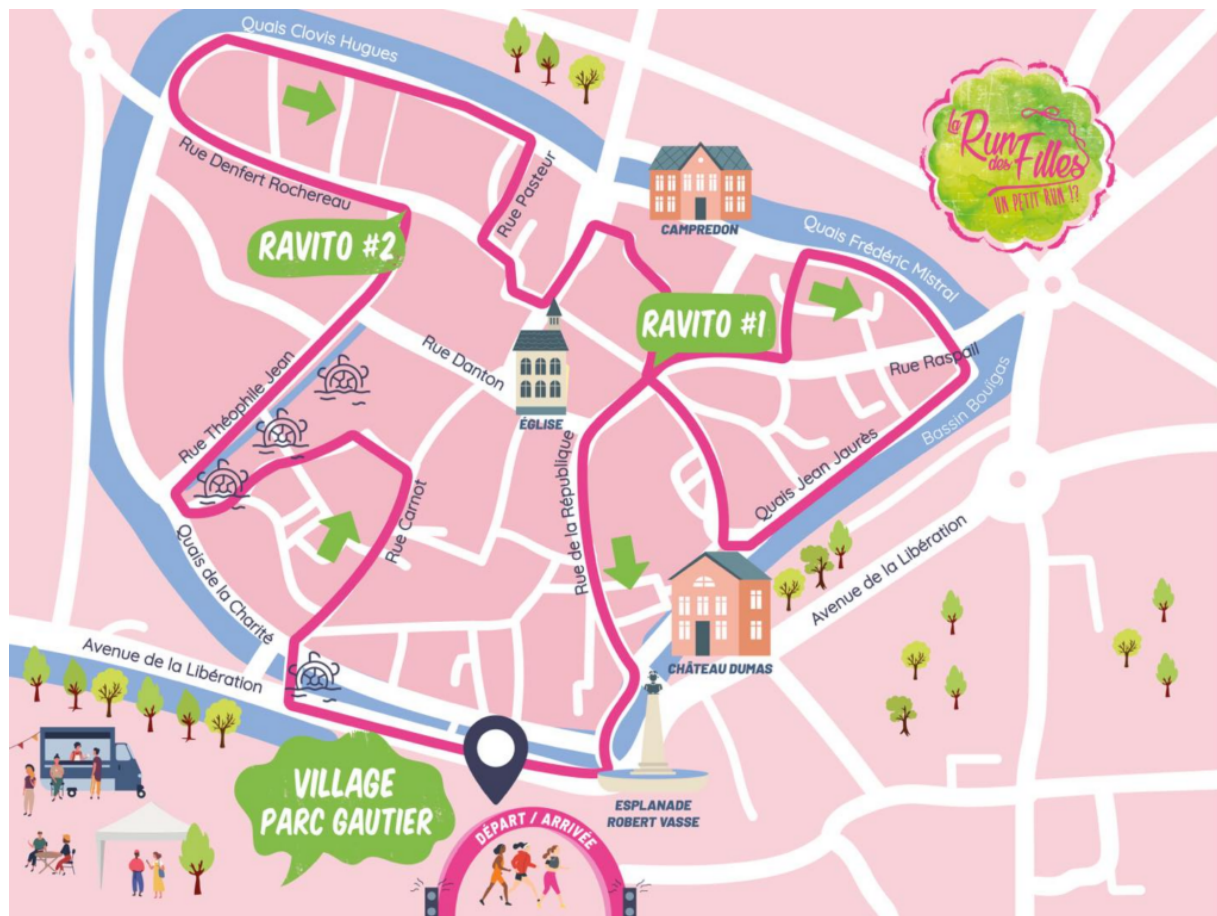 Quais Clovis Hugues
La
Run
des Filles
UN PETIT RUN !?
Rue Denfert Rochereau
Rue Pasteur
CAMPREDON
Quais Frédéric Mistral
RAVITO #2
RAVITO #1
Rue Danton
Rue Raspail
Bassin Bouigas
Rue Théophile Jean
ÉGLISE
Rue de la République
Quais Jean Jaurès
Rue Carnot
Quais de la Charité
Avenue de la Libération
Avenue de la Libération
CHÂTEAU DUMAS
VILLAGE
PARC GAUTIER
ESPLANADE
ROBERT VASSE
DÉPART / ARRIVÉE